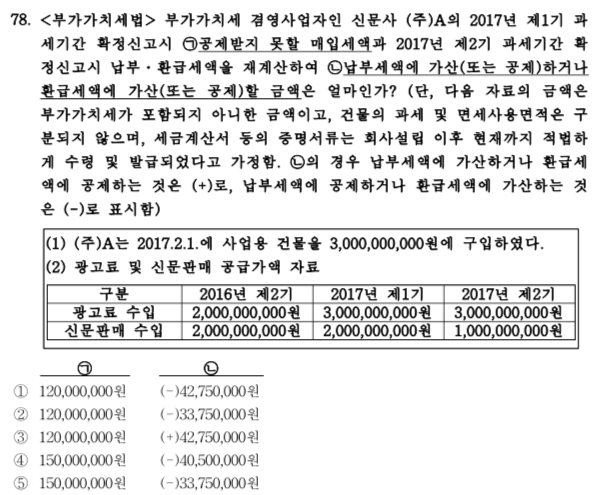 78. <부가가치세법> 부가가치세 겸영사업자인 신문사 (주)A의 2017년 제1기 과
세기간 확정신고시 ㉠공제받지 못할 매입세액과 2017년 제2기 과세기간 확
정신고시 납부·환급세액을 재계산하여 ㉡납부세액에 가산(또는 공제)하거나
환급세액에 가산(또는 공제)할 금액은 얼마인가? (단, 다음 자료의 금액은
부가가치세가 포함되지 아니한 금액이고, 건물의 과세 및 면세사용면적은 구
분되지 않으며, 세금계산서 등의 증명서류는 회사설립 이후 현재까지 적법하
게 수령 및 발급되었다고 가정함. ㉡의 경우 납부세액에 가산하거나 환급세
액에 공제하는 것은 (+)로, 납부세액에 공제하거나 환급세액에 가산하는 것
은 (-)로 표시함)
(1) (주)A는 2017.2.1.에 사업용 건물을 3,000,000,000원에 구입하였다.
(2) 광고료 및 신문판매 공급가액 자료
구분 2016년 제2기 2017년 제1기 2017년 제2기
광고료 수입 2,000,000,000원 3,000,000,000원 3,000,000,000원
신문판매 수입 2,000,000,000원 2,000,000,000원 1,000,000,000원
㉠ ㉡
① 120,000,000원 (-)42,750,000원
② 120,000,000원 (-)33,750,000원
③ 120,000,000원 (+)42,750,000원
④ 150,000,000원 (-)40,500,000원
⑤ 150,000,000원 (-)33,750,000원